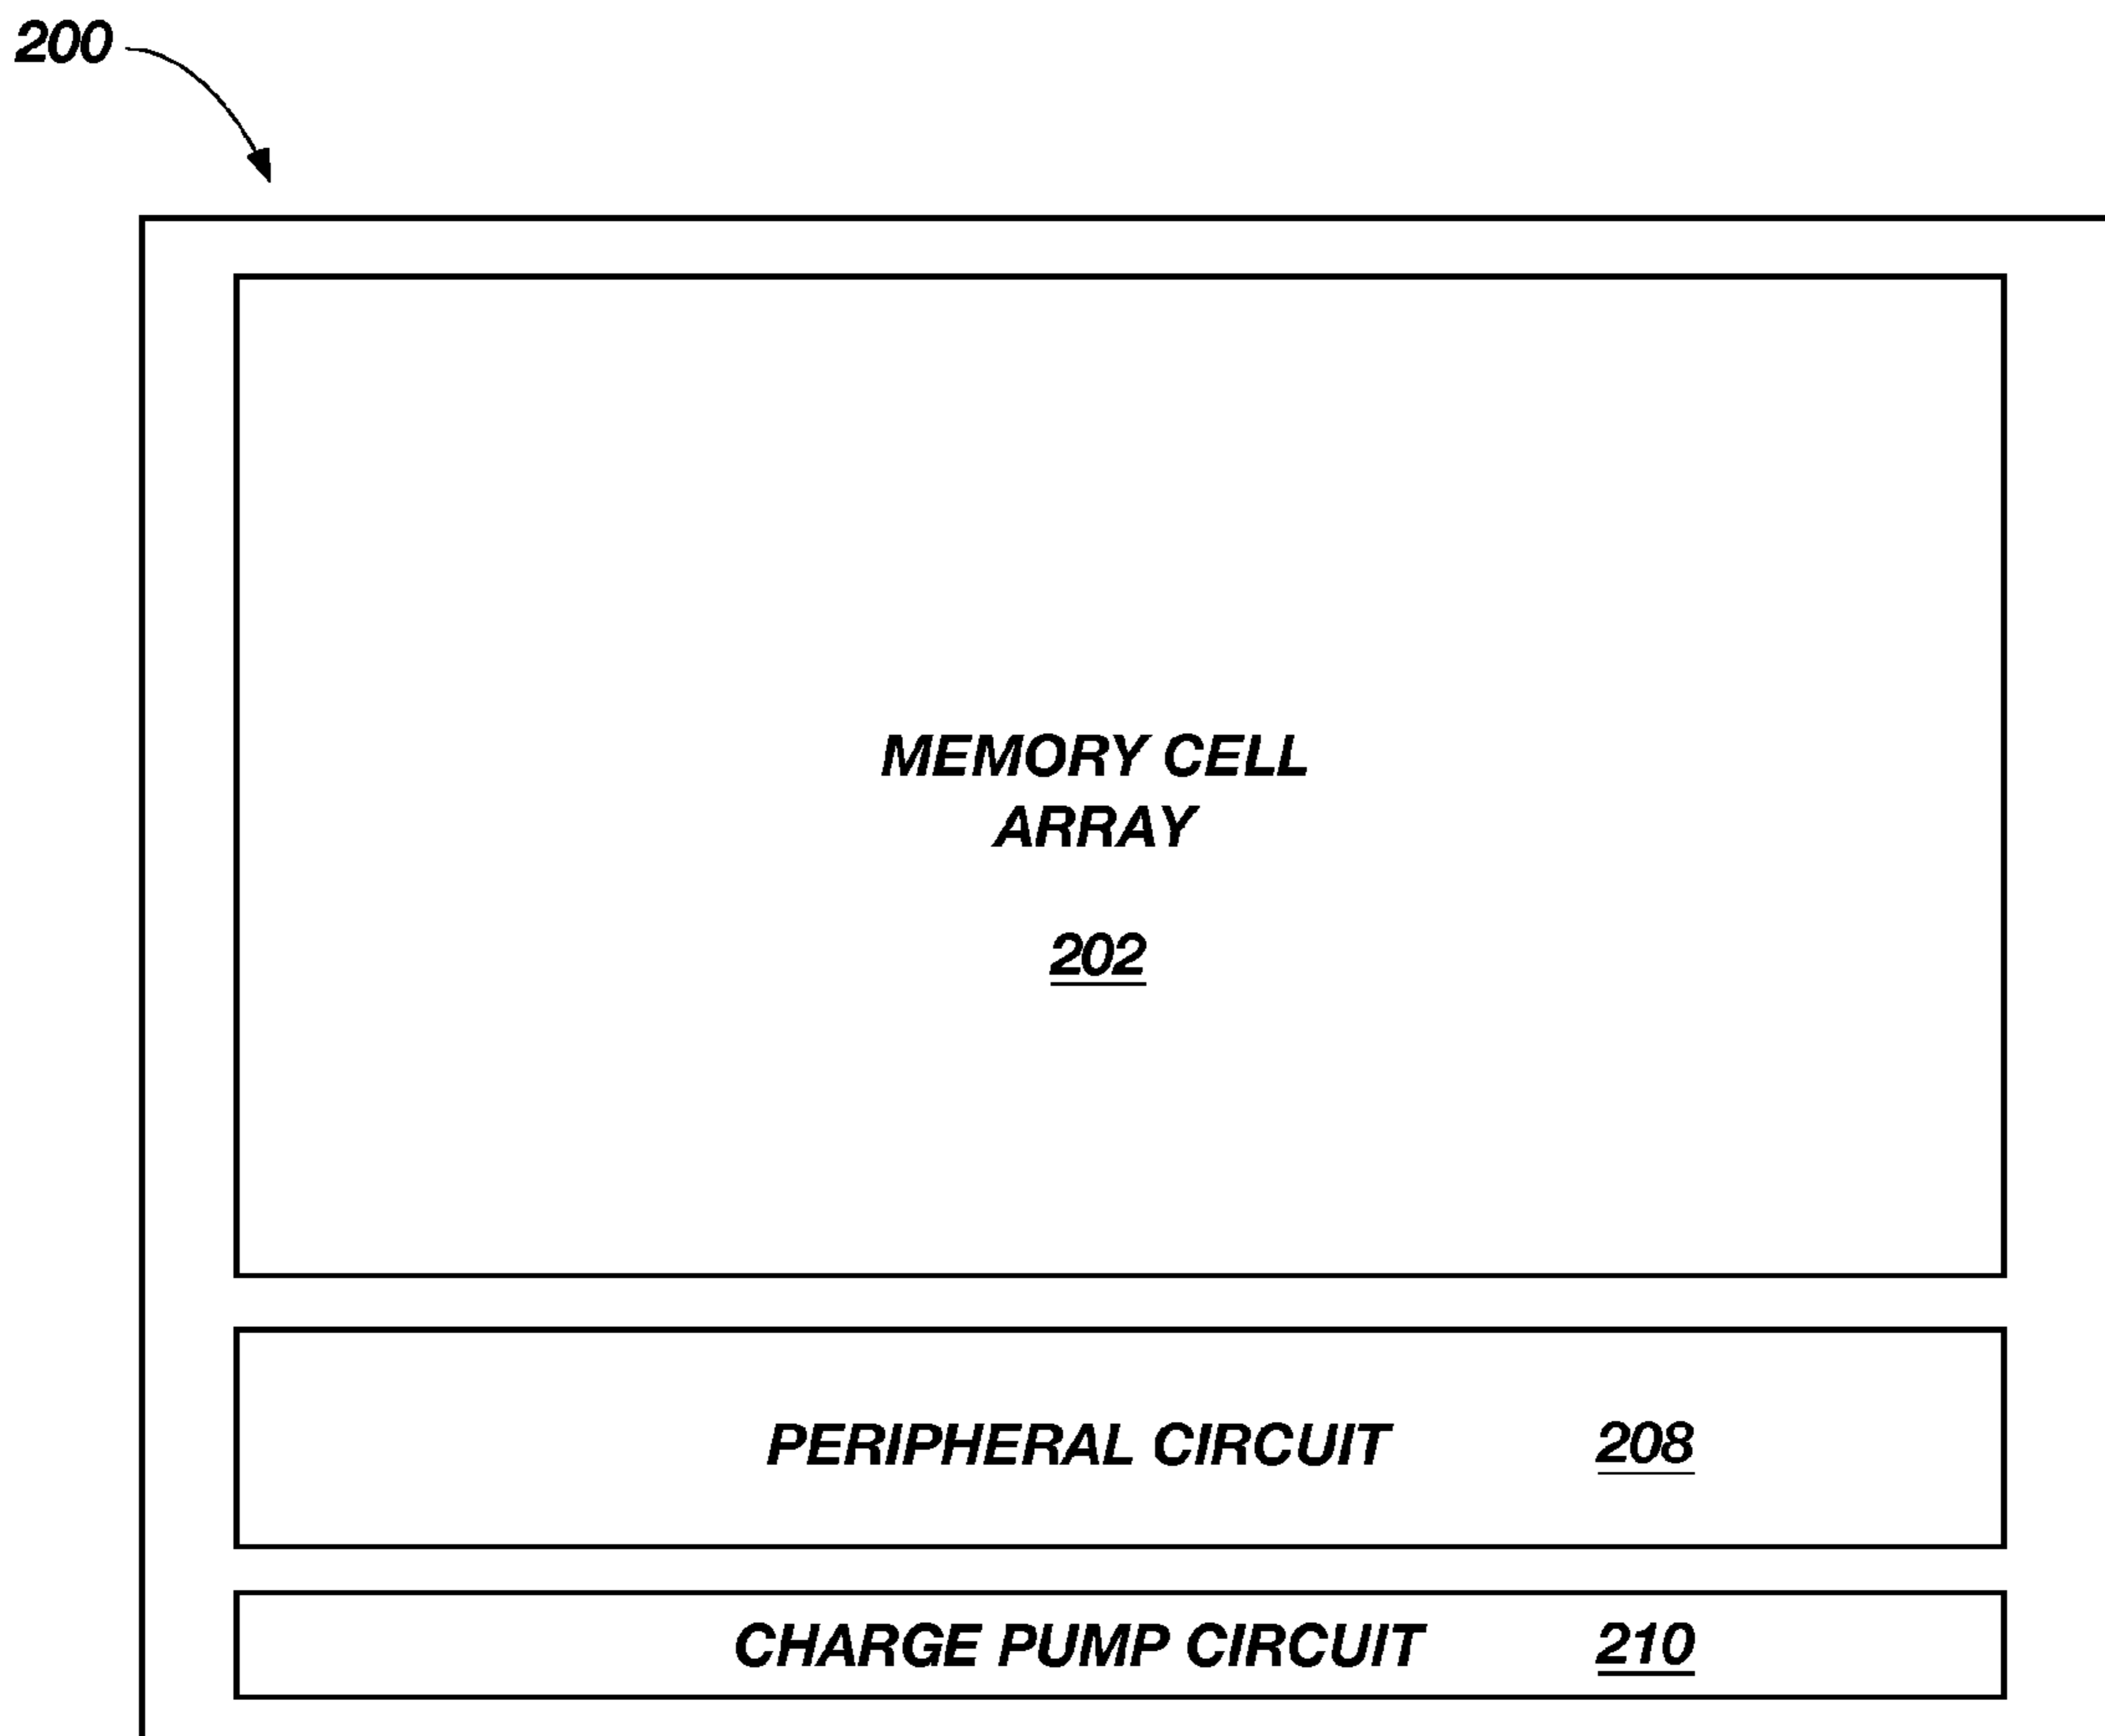 200
MEMORY CELL
ARRAY
202
PERIPHERAL CIRCUIT 208
CHARGE PUMP CIRCUIT 210